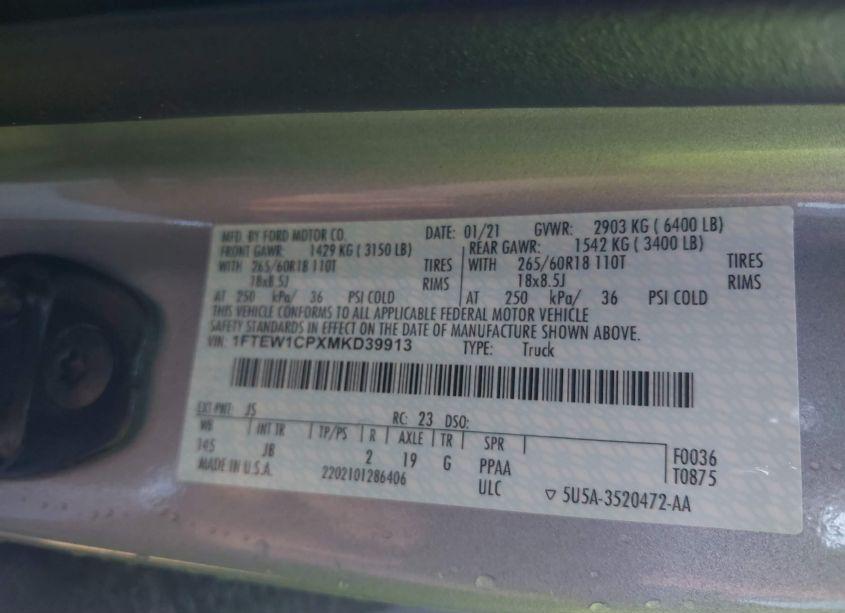 MFD. BY FORD MOTOR CO. DATE: 01/21 GVWR: 2903 KG ( 6400 LB)
FRONT GAWR: 1429 KG ( 3150 LB) REAR GAWR: 1542 KG ( 3400 LB)
WITH 265/60R18 110T TIRES WITH 265/60R18 110T TIRES
18x8.5J RIMS 18x8.5J RIMS
AT 250 kPa/ 36 PSI COLD AT 250 kPa/ 36 PSI COLD
THIS VEHICLE CONFORMS TO ALL APPLICABLE FEDERAL MOTOR VEHICLE
SAFETY STANDARDS IN EFFECT ON THE DATE OF MANUFACTURE SHOWN ABOVE.
VIN: 1FTEW1CPXMKD39913 TYPE: Truck
EXT PNT: JS RC: 23 DSO:
WB INT TR TP/PS R AXLE TR SPR
145 JB 2 19 G PPAA F0036
MADE IN U.S.A. 2202101286406 ULC T0875
5U5A-3520472-AA